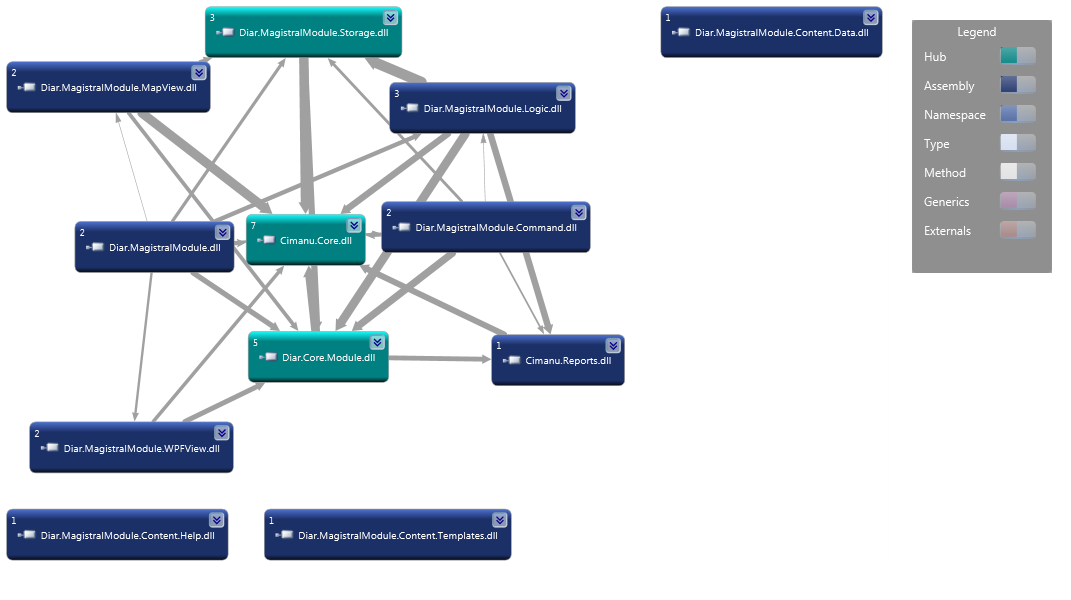 3
Diar.MagistralModule.Storage.dll
1
Diar.MagistralModule.Content.Data.dll
Legend
Hub
Assembly
Namespace
Type
Method
Generics
Externals
2
Diar.MagistralModule.MapView.dll
3
Diar.MagistralModule.Logic.dll
2
Diar.MagistralModule.dll
7
Cimanu.Core.dll
2
Diar.MagistralModule.Command.dll
5
Diar.Core.Module.dll
1
Cimanu.Reports.dll
2
Diar.MagistralModule.WPFView.dll
1
Diar.MagistralModule.Content.Help.dll
1
Diar.MagistralModule.Content.Templates.dll